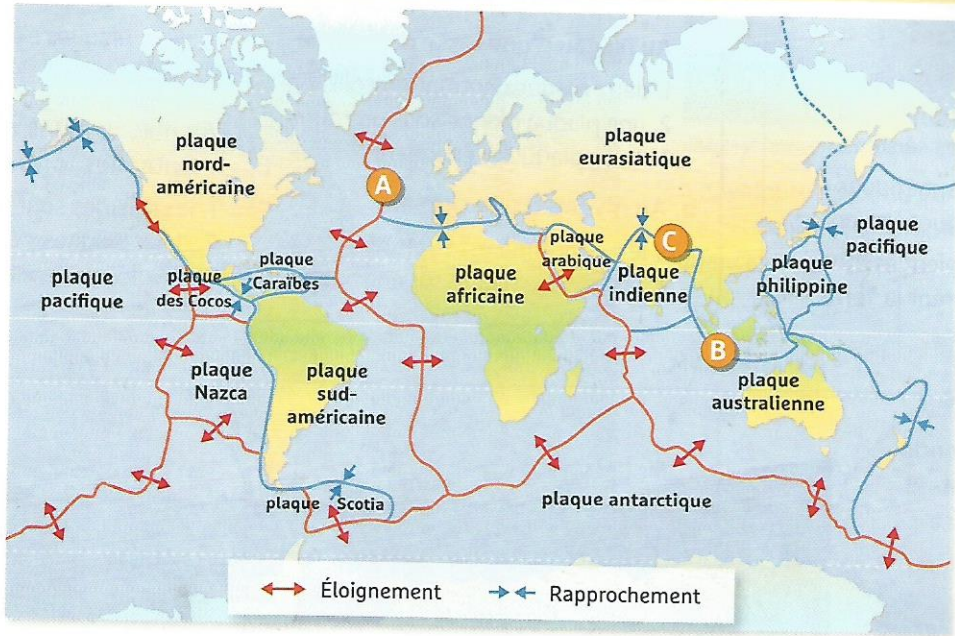 plaque
nord-
américaine
A
plaque
eurasiatique
plaque
pacifique
plaque
des Cocos
plaque
Caraïbes
plaque
africaine
plaque
arabique
C
plaque
indienne
plaque
philippine
plaque
pacifique
plaque
Nazca
plaque
sud-
américaine
B
plaque
australienne
plaque Scotia
plaque antarctique
Éloignement
Rapprochement